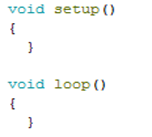 void setup()
{
}
void loop()
{
}